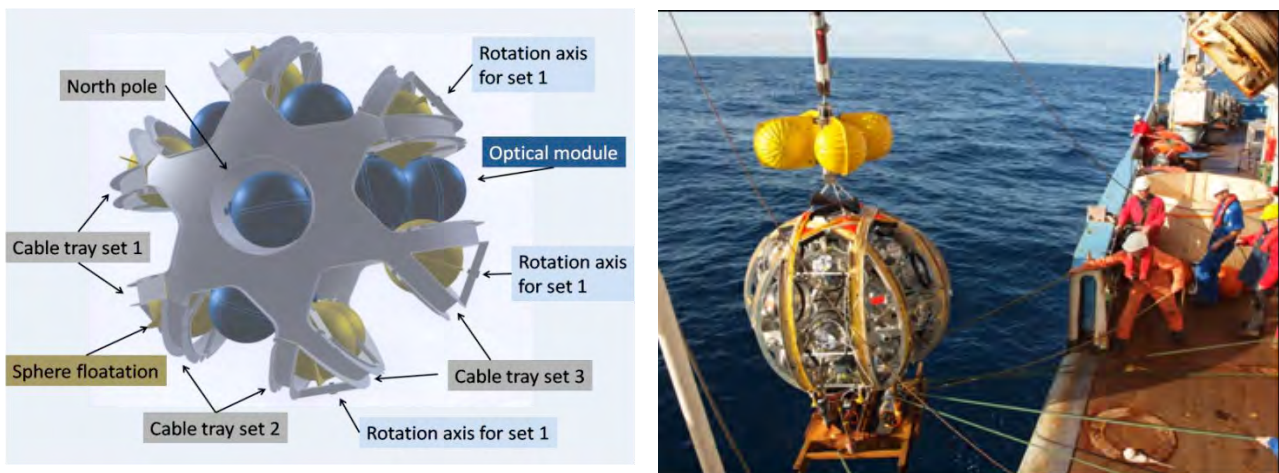 Rotation axis
for set 1
North pole
Optical module
Cable tray set 1
Rotation axis
for set 1
Sphere floatation
Cable tray set 3
Cable tray set 2
Rotation axis for set 1